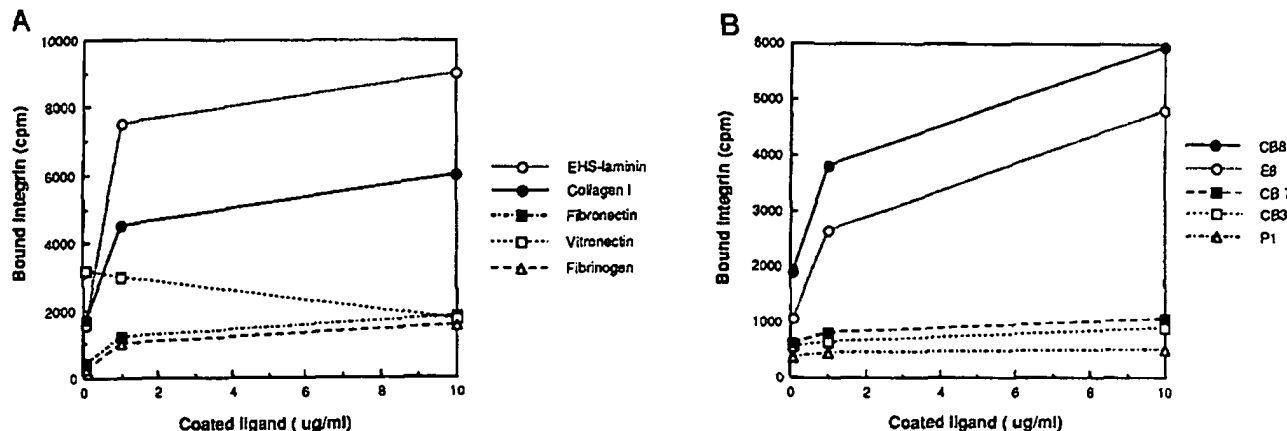 A
Bound Integrin (cpm)
10000
8000
6000
4000
2000
0
0 2 4 6 8 10
Coated ligand ( ug/ml)
EHS-laminin
Collagen I
Fibronectin
Vitronectin
Fibrinogen
B
Bound Integrin (cpm)
6000
5000
4000
3000
2000
1000
0
0 2 4 6 8 10
Coated ligand ( ug/ml)
CB8
E8
CB 7
CB3
P1